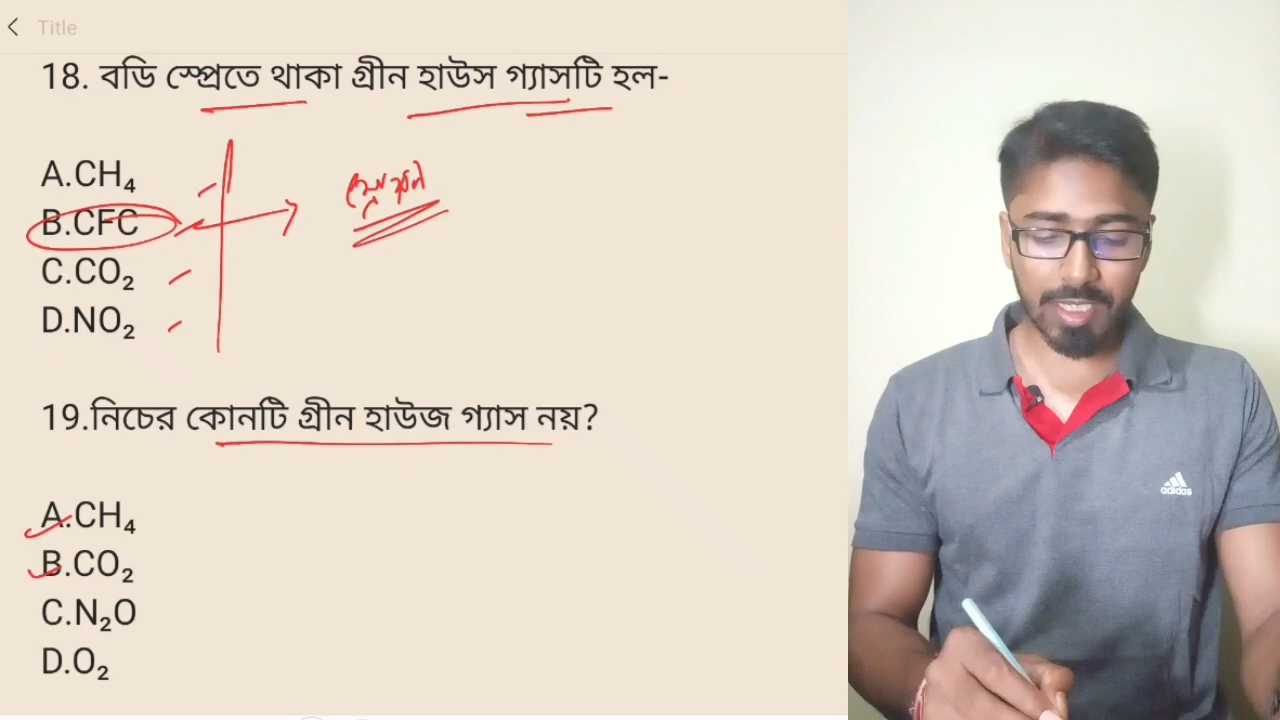 Title
18. বডি স্প্রেতে থাকা গ্রীন হাউস গ্যাসটি হল-
A.CH₄
B.CFC
C.CO₂
D.NO₂
19.নিচের কোনটি গ্রীন হাউজ গ্যাস নয়?
A.CH₄
B.CO₂
C.N₂O
D.O₂
adidas